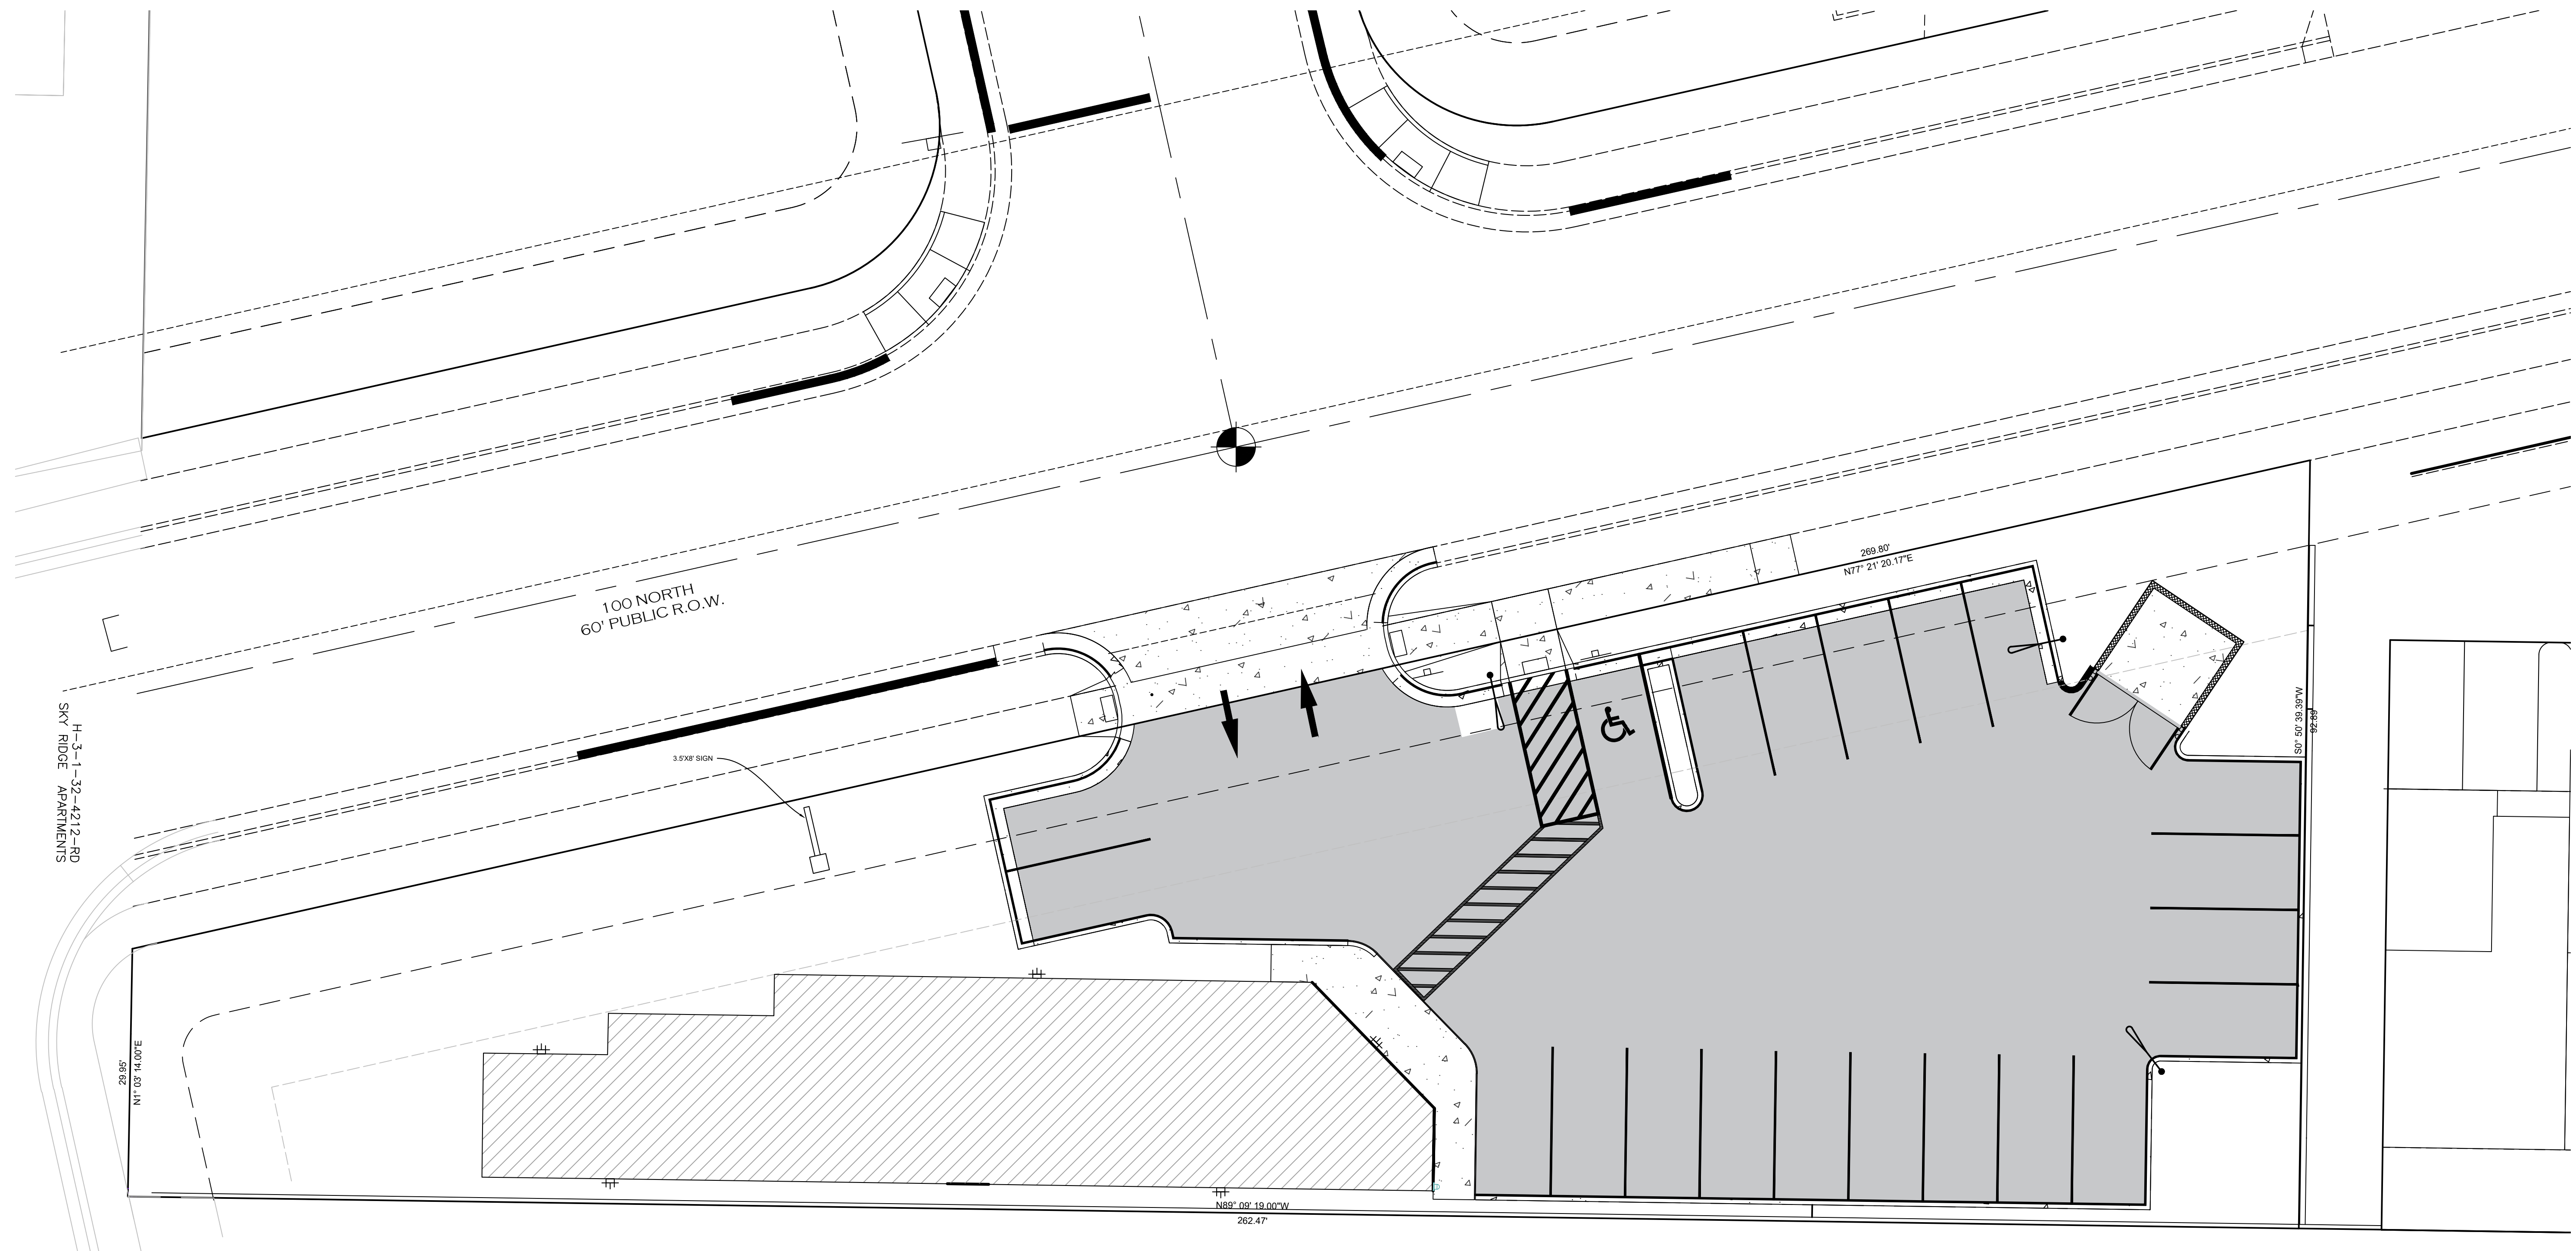 100 NORTH
60' PUBLIC R.O.W.
269.80'
N77° 21' 20.17"E
3.5'X8' SIGN
H-3-1-32-4212-RD
SKY RIDGE APARTMENTS
S0° 50' 39.39"W
92.89'
29.95'
N1° 03' 14.00"E
N89° 09' 19.00"W
262.47'